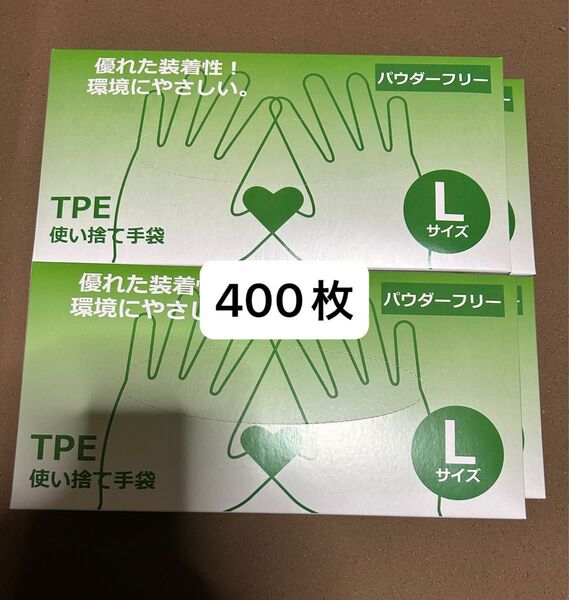 優れた装着性！
環境にやさしい。
パウダーフリー
TPE
使い捨て手袋
L
サイズ
優れた装着
環境にやさし
400枚
パウダーフリー
TPE
使い捨て手袋
L
サイズ